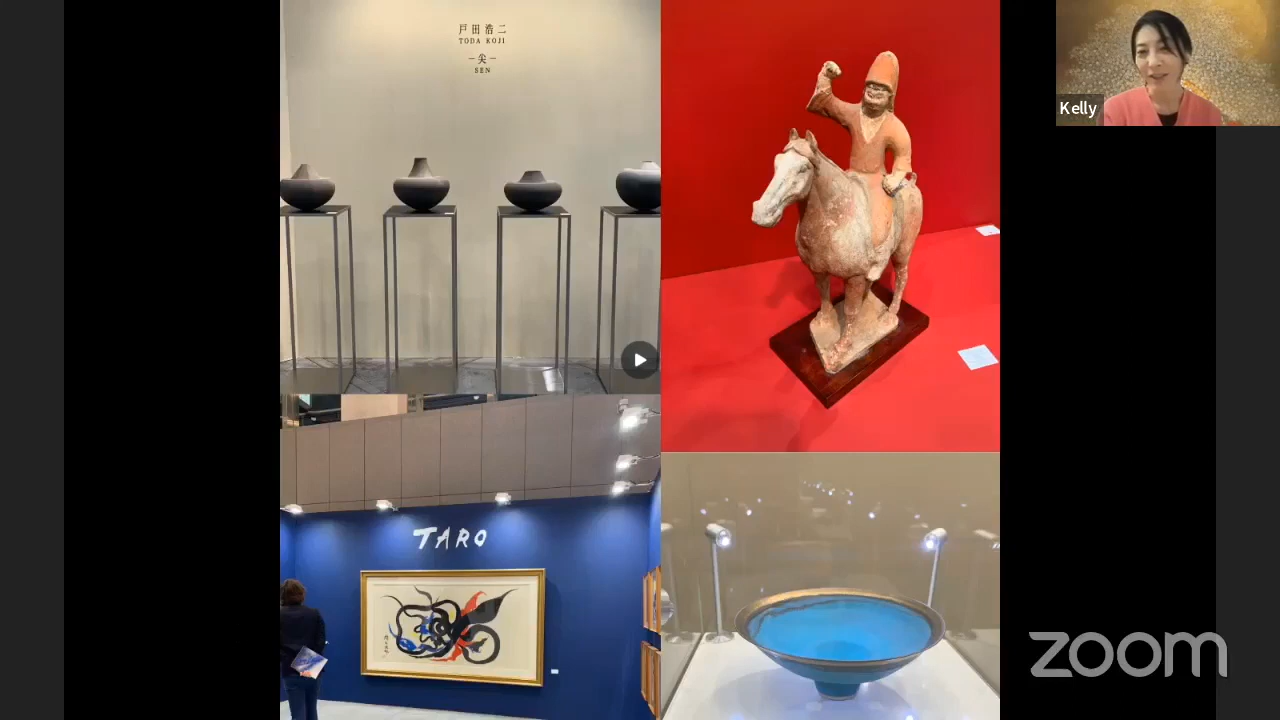 戸田浩二
TODA KOJI
－尖－
SEN
Kelly
TARO
zoom